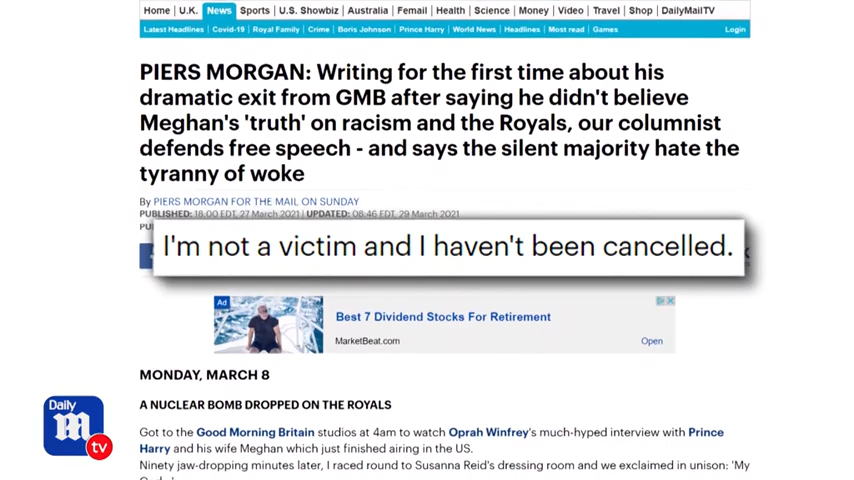 Home U.K. News Sports U.S. Showbiz Australia Femail Health Science Money Video Travel Shop DailyMailTV
Latest Headlines Covid-19 Royal Family Crime Boris Johnson Prince Harry World News Headlines Most read Games Login
PIERS MORGAN: Writing for the first time about his
dramatic exit from GMB after saying he didn't believe
Meghan's 'truth' on racism and the Royals, our columnist
defends free speech - and says the silent majority hate the
tyranny of woke
By PIERS MORGAN FOR THE MAIL ON SUNDAY
PUBLISHED: 18:00 EDT, 27 March 2021 | UPDATED: 08:46 EDT, 29 March 2021
I'm not a victim and I haven't been cancelled.
Ad
Best 7 Dividend Stocks For Retirement
MarketBeat.com Open
MONDAY, MARCH 8
A NUCLEAR BOMB DROPPED ON THE ROYALS
Got to the Good Morning Britain studios at 4am to watch Oprah Winfrey's much-hyped interview with Prince
Harry and his wife Meghan which just finished airing in the US.
Ninety jaw-dropping minutes later, I raced round to Susanna Reid's dressing room and we exclaimed in unison: 'My
Daily
M
tv